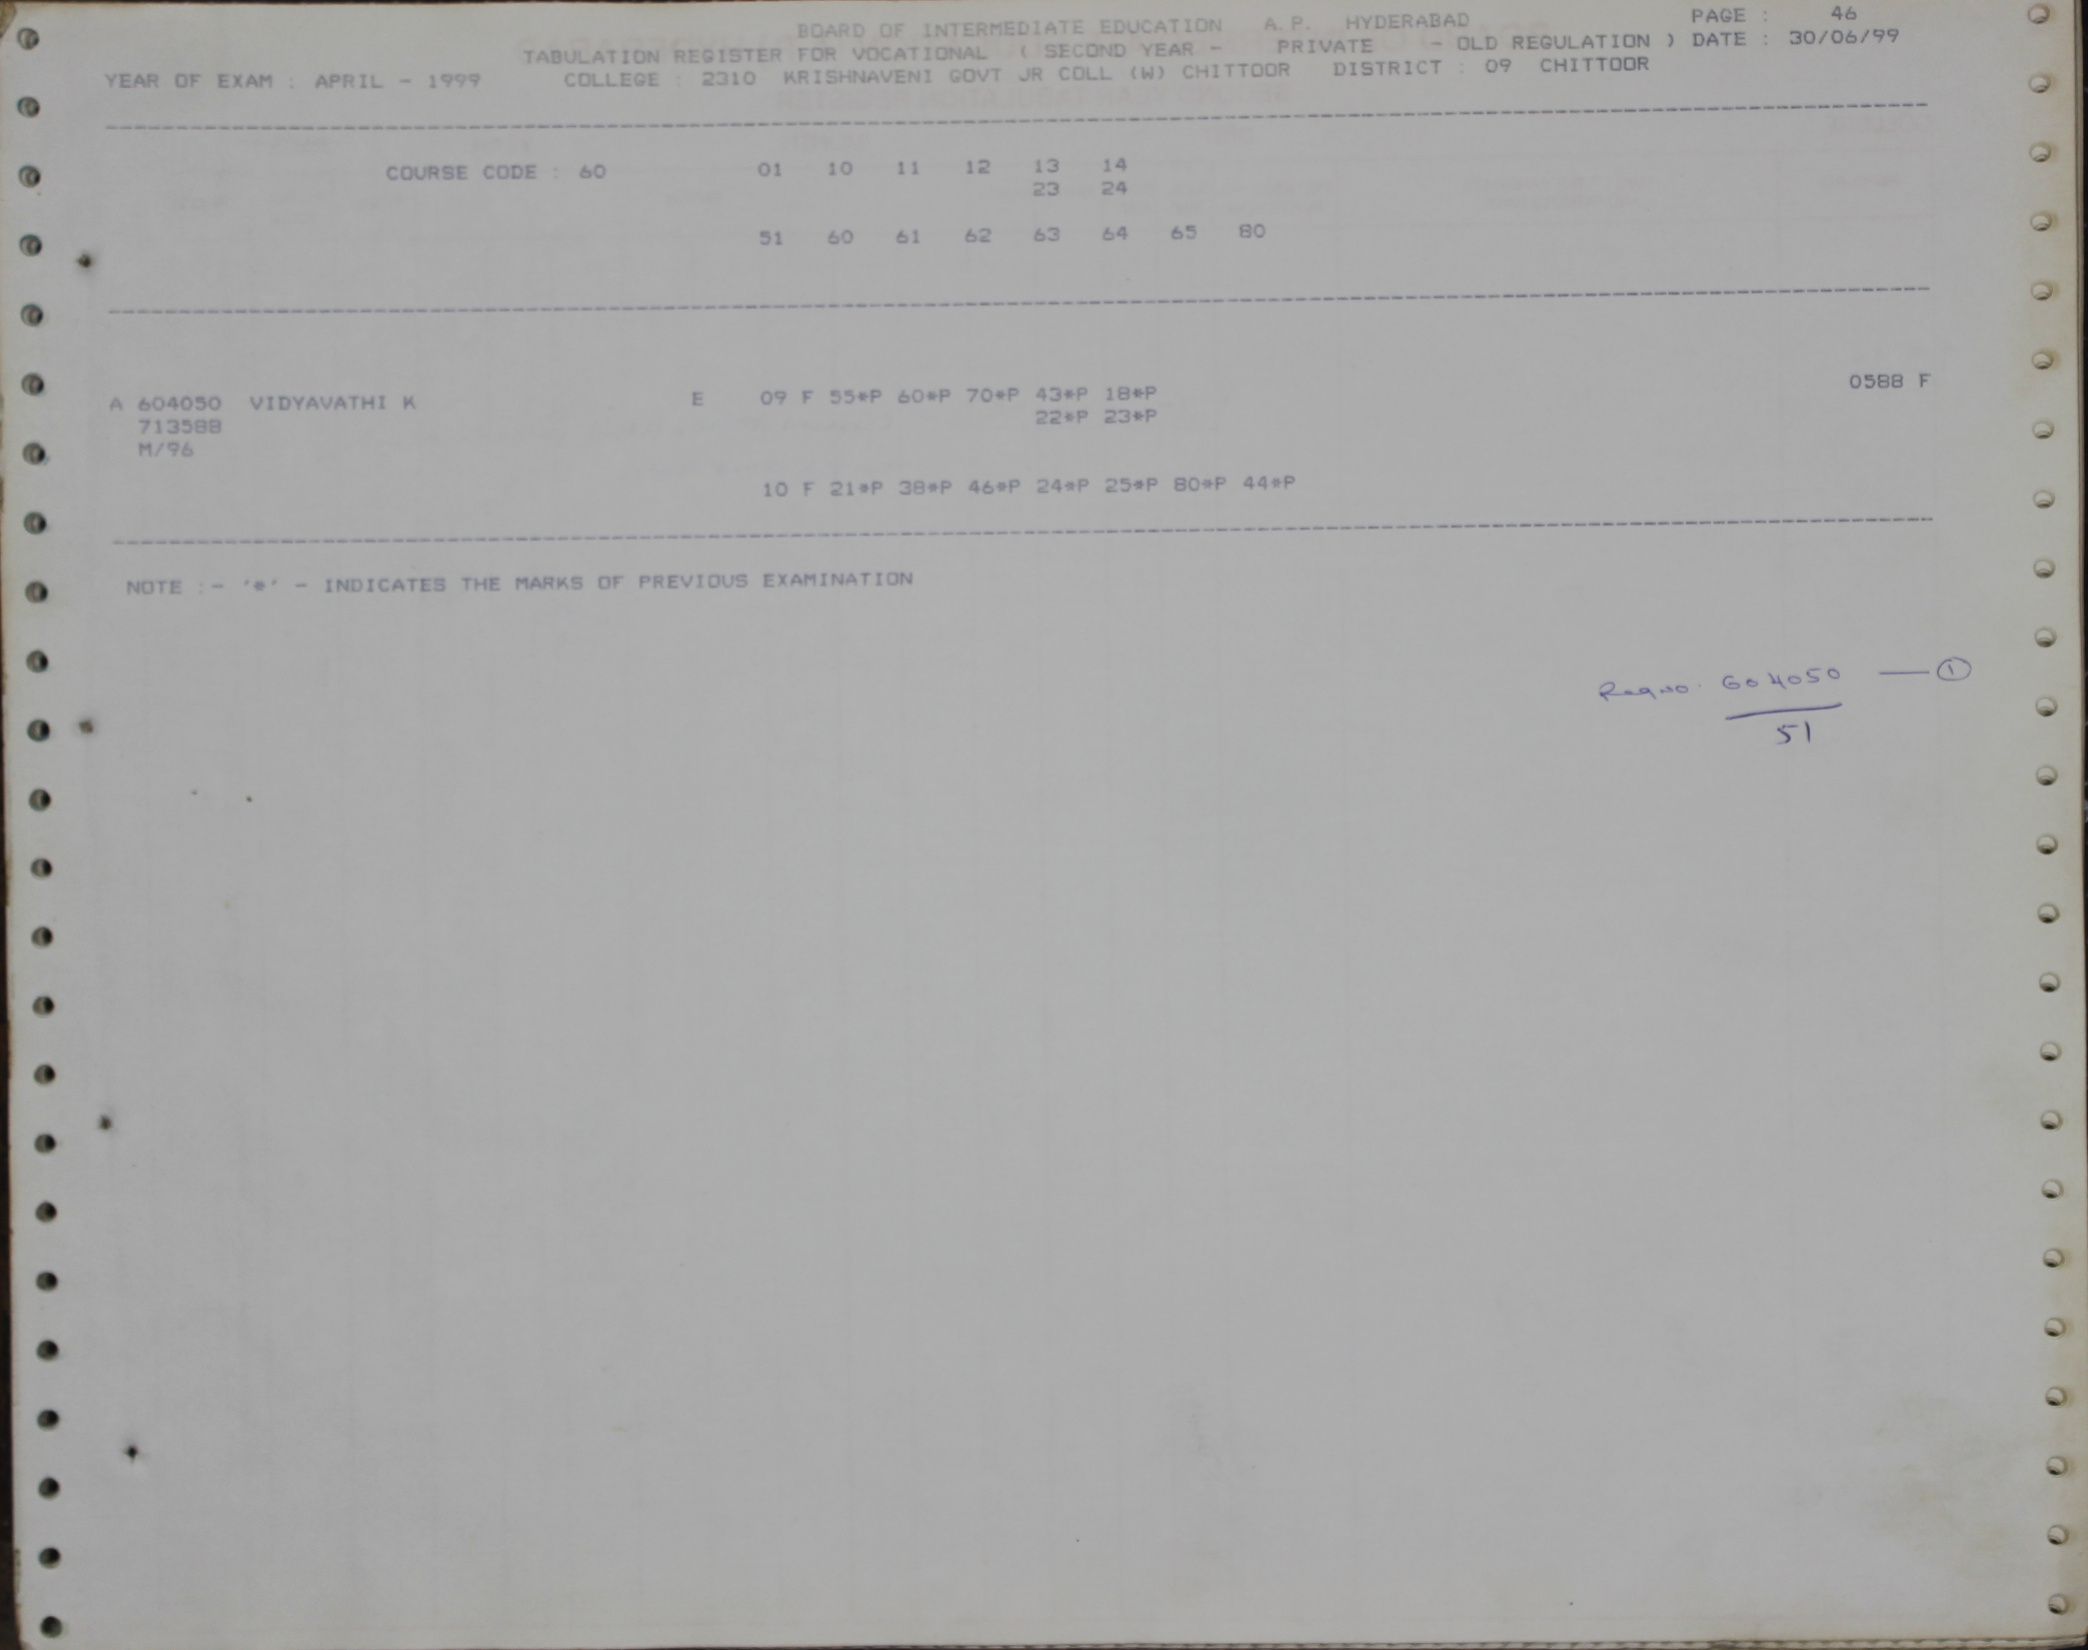 BOARD OF INTERMEDIATE EDUCATION A.P. HYDERABAD PAGE : 46
TABULATION REGISTER FOR VOCATIONAL ( SECOND YEAR - PRIVATE - OLD REGULATION ) DATE : 30/06/99
YEAR OF EXAM : APRIL - 1999 COLLEGE : 2310 KRISHNAVENI GOVT JR COLL (W) CHITTOOR DISTRICT : 09 CHITTOOR
COURSE CODE : 60 01 10 11 12 13 14
23 24
51 60 61 62 63 64 65 80
A 604050 VIDYAVATHI K E 09 F 55*P 60*P 70*P 43*P 18*P 0588 F
713588 22*P 23*P
M/96
10 F 21*P 38*P 46*P 24*P 25*P 80*P 44*P
NOTE :- '*' - INDICATES THE MARKS OF PREVIOUS EXAMINATION
Reg no. 604050 — 1
51